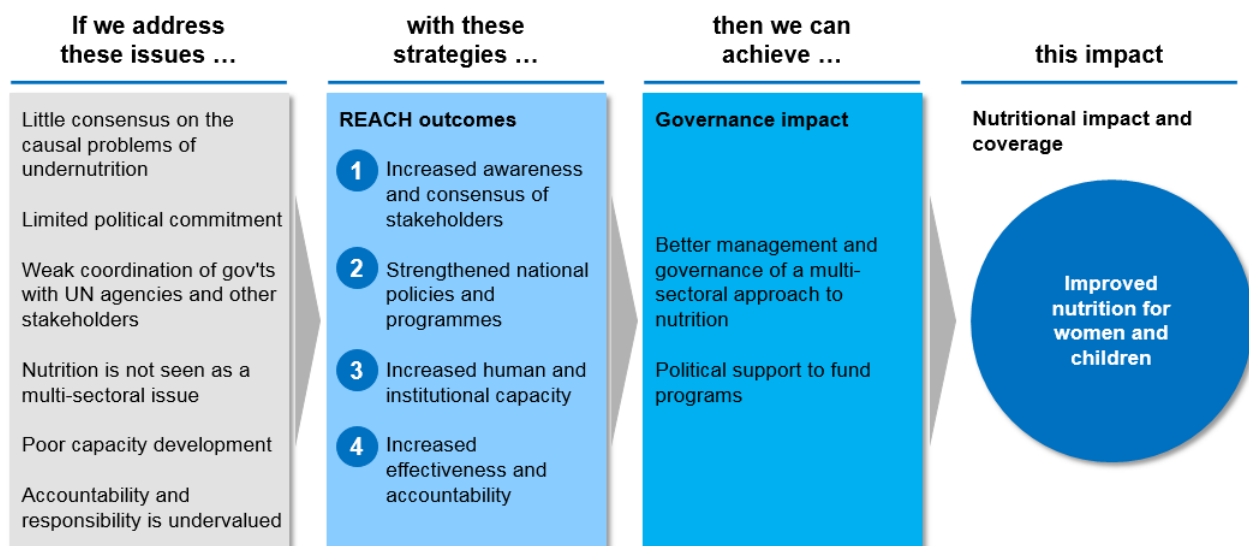 If we address
these issues …
with these
strategies …
then we can
achieve …
this impact
Little consensus on the
causal problems of
undernutrition
Limited political commitment
Weak coordination of gov'ts
with UN agencies and other
stakeholders
Nutrition is not seen as a
multi-sectoral issue
Poor capacity development
Accountability and
responsibility is undervalued
REACH outcomes
1
Increased awareness
and consensus of
stakeholders
2
Strengthened national
policies and
programmes
3
Increased human and
institutional capacity
4
Increased
effectiveness and
accountability
Governance impact
Better management and
governance of a multi-
sectoral approach to
nutrition
Political support to fund
programs
Nutritional impact and
coverage
Improved
nutrition for
women and
children